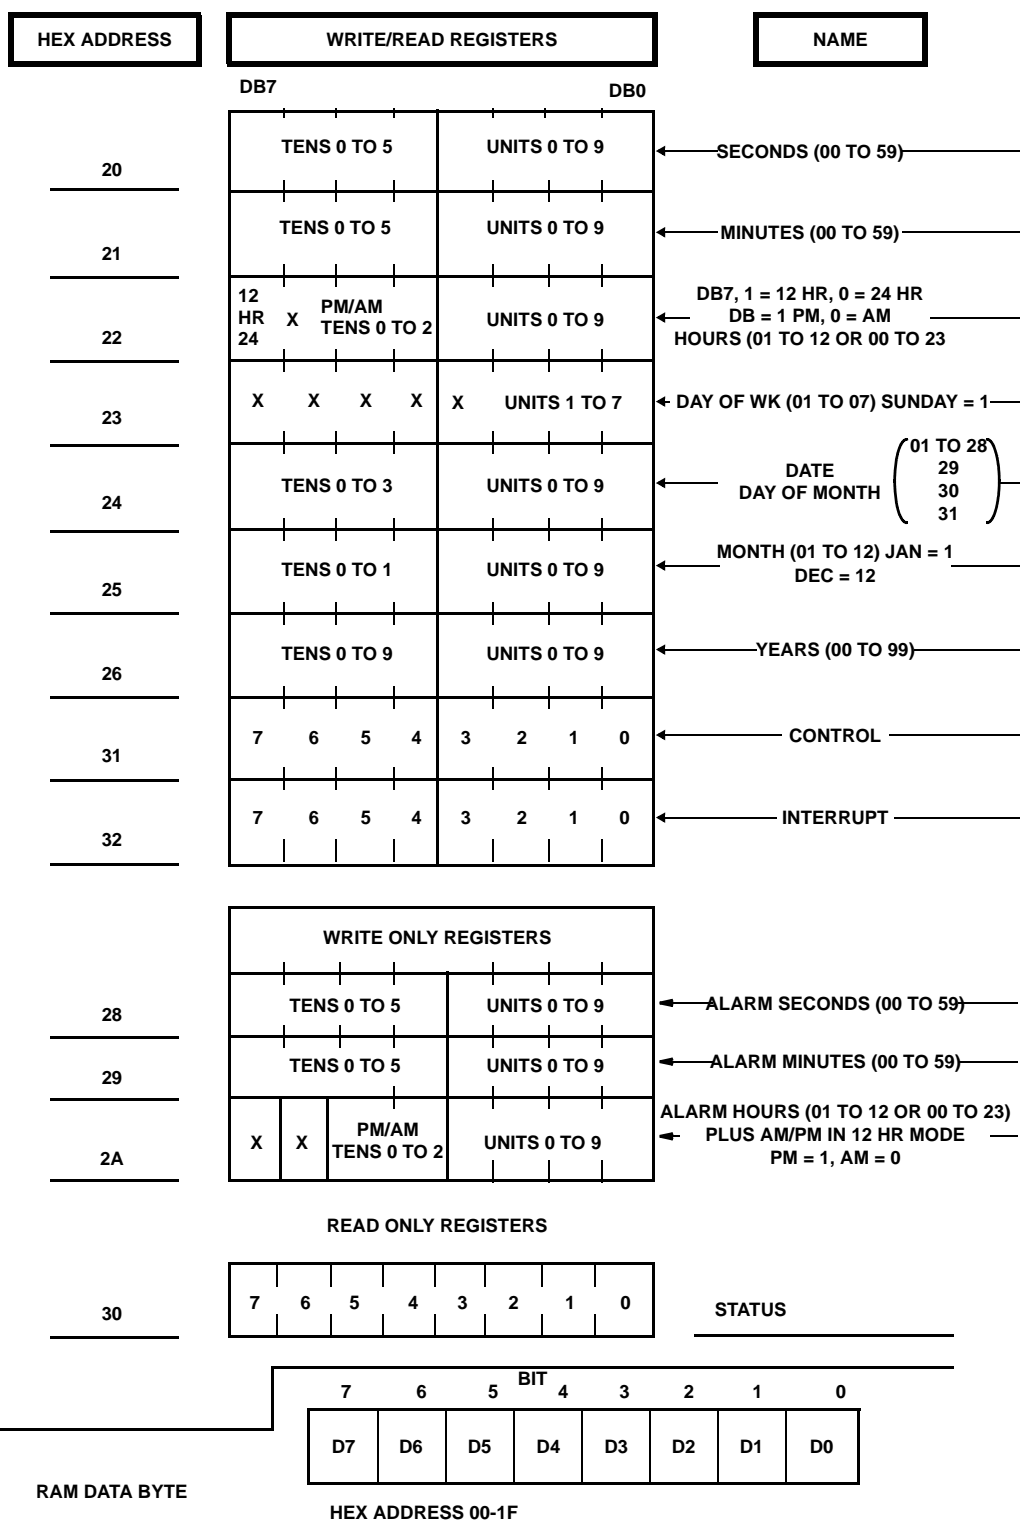 HEX ADDRESS WRITE/READ REGISTERS NAME
DB7 DB0
TENS 0 TO 5 UNITS 0 TO 9 SECONDS (00 TO 59)
20
TENS 0 TO 5 UNITS 0 TO 9 MINUTES (00 TO 59)
21
12
HR
24
X
PM/AM
TENS 0 TO 2
UNITS 0 TO 9
DB7, 1 = 12 HR, 0 = 24 HR
DB = 1 PM, 0 = AM
HOURS (01 TO 12 OR 00 TO 23
22
X X X X X UNITS 1 TO 7 DAY OF WK (01 TO 07) SUNDAY = 1
23
TENS 0 TO 3 UNITS 0 TO 9
DATE
DAY OF MONTH
01 TO 28
29
30
31
24
TENS 0 TO 1 UNITS 0 TO 9
MONTH (01 TO 12) JAN = 1
DEC = 12
25
TENS 0 TO 9 UNITS 0 TO 9 YEARS (00 TO 99)
26
7 6 5 4 3 2 1 0 CONTROL
31
7 6 5 4 3 2 1 0 INTERRUPT
32
WRITE ONLY REGISTERS
TENS 0 TO 5 UNITS 0 TO 9 ALARM SECONDS (00 TO 59)
28
TENS 0 TO 5 UNITS 0 TO 9 ALARM MINUTES (00 TO 59)
29
X X
PM/AM
TENS 0 TO 2
UNITS 0 TO 9
ALARM HOURS (01 TO 12 OR 00 TO 23)
PLUS AM/PM IN 12 HR MODE
PM = 1, AM = 0
2A
READ ONLY REGISTERS
7 6 5 4 3 2 1 0
30 STATUS
BIT
7 6 5 4 3 2 1 0
D7 D6 D5 D4 D3 D2 D1 D0
RAM DATA BYTE
HEX ADDRESS 00-1F